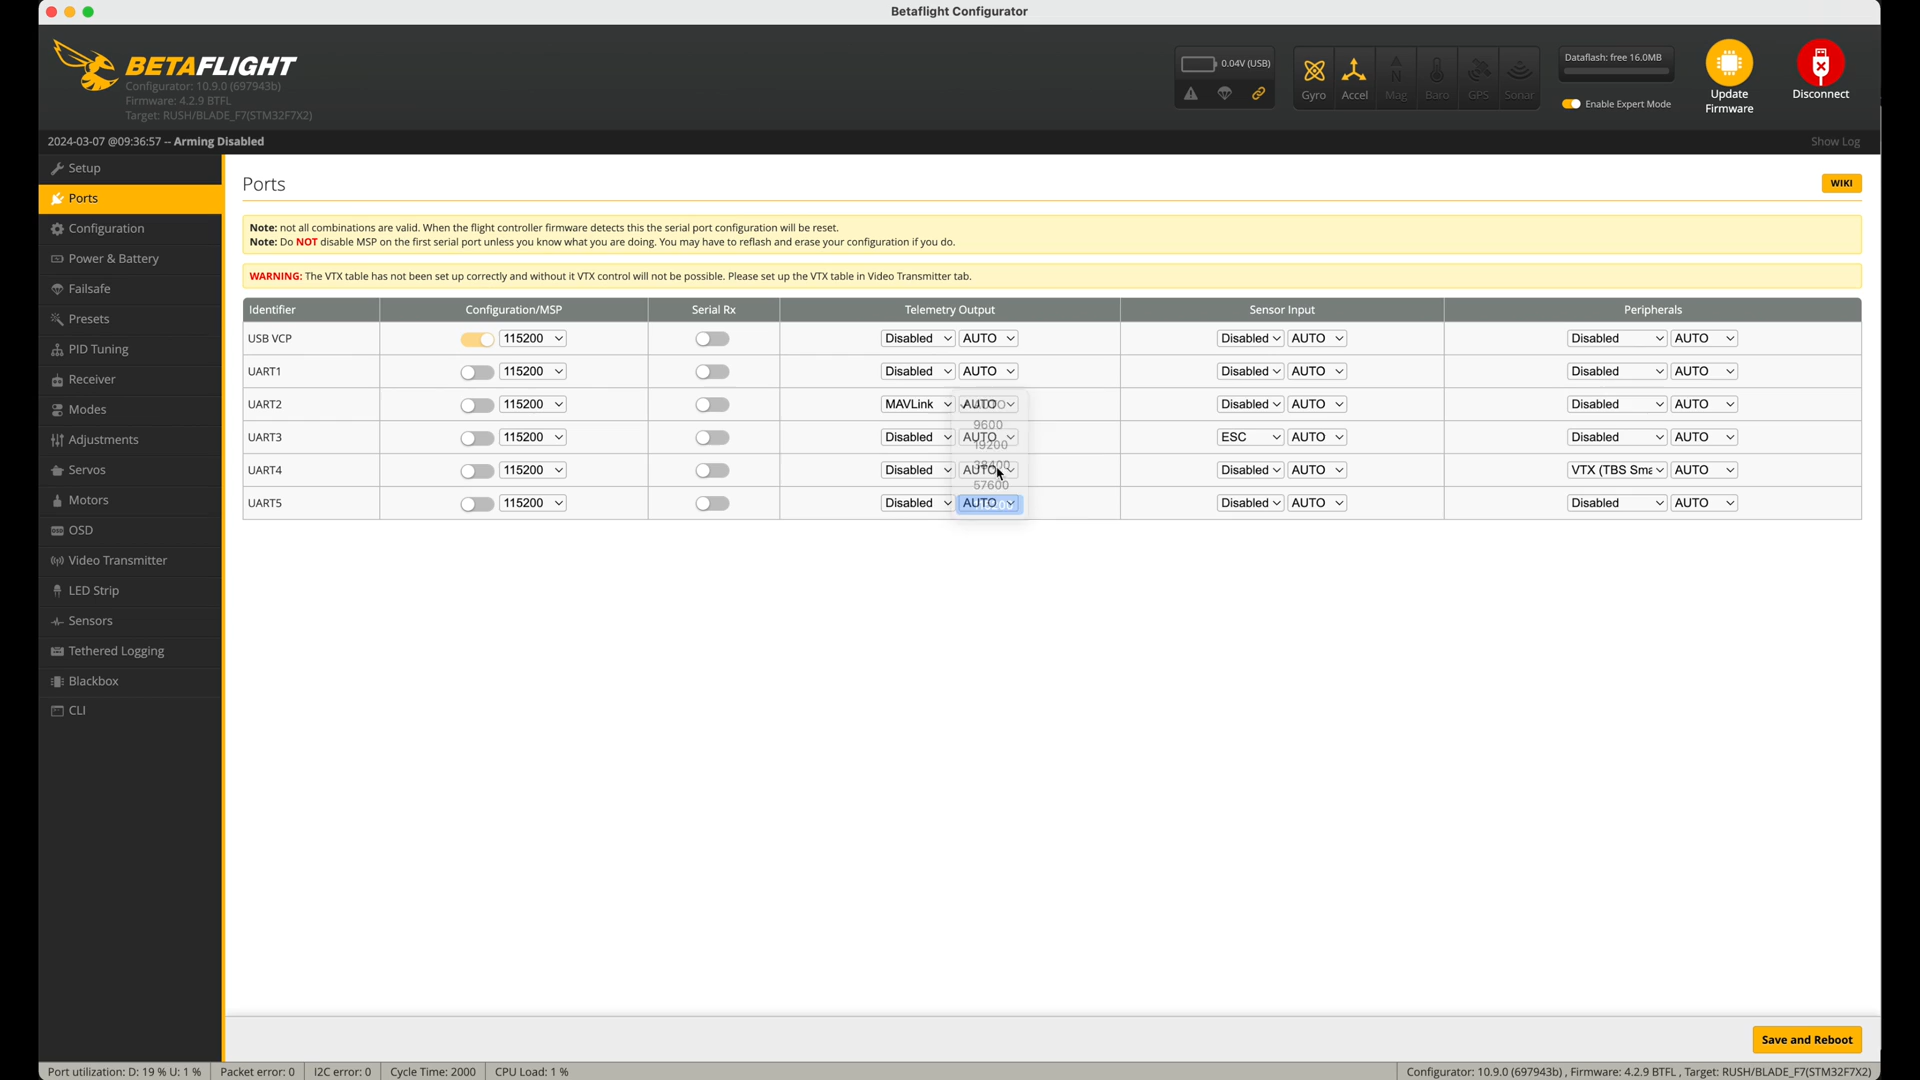 Betaflight Configurator
BETAFLIGHT
Configurator: 10.9.0 (697943b)
Firmware: 4.2.9 BTFL
Target: RUSH/BLADE_F7(STM32F7X2)
0.04V (USB)
Gyro Accel Mag Baro GPS Sonar
Dataflash: free 16.0MB
Enable Expert Mode
Update
Firmware
Disconnect
2024-03-07 @09:36:57 -- Arming Disabled
Show Log
Setup
Ports
Configuration
Power & Battery
Failsafe
Presets
PID Tuning
Receiver
Modes
Adjustments
Servos
Motors
OSD
Video Transmitter
LED Strip
Sensors
Tethered Logging
Blackbox
CLI
Ports
WIKI
Note: not all combinations are valid. When the flight controller firmware detects this the serial port configuration will be reset.
Note: Do NOT disable MSP on the first serial port unless you know what you are doing. You may have to reflash and erase your configuration if you do.
WARNING: The VTX table has not been set up correctly and without it VTX control will not be possible. Please set up the VTX table in Video Transmitter tab.
Identifier Configuration/MSP Serial Rx Telemetry Output Sensor Input Peripherals
USB VCP 115200 Disabled AUTO Disabled AUTO Disabled AUTO
UART1 115200 Disabled AUTO Disabled AUTO Disabled AUTO
UART2 115200 MAVLink AUTO Disabled AUTO Disabled AUTO
9600
UART3 115200 Disabled AUTO ESC AUTO Disabled AUTO
19200
38400
UART4 115200 Disabled AUTO Disabled AUTO VTX (TBS Sma AUTO
57600
UART5 115200 Disabled AUTO Disabled AUTO Disabled AUTO
Save and Reboot
Port utilization: D: 19 % U: 1 % Packet error: 0 I2C error: 0 Cycle Time: 2000 CPU Load: 1 %
Configurator: 10.9.0 (697943b) , Firmware: 4.2.9 BTFL , Target: RUSH/BLADE_F7(STM32F7X2)